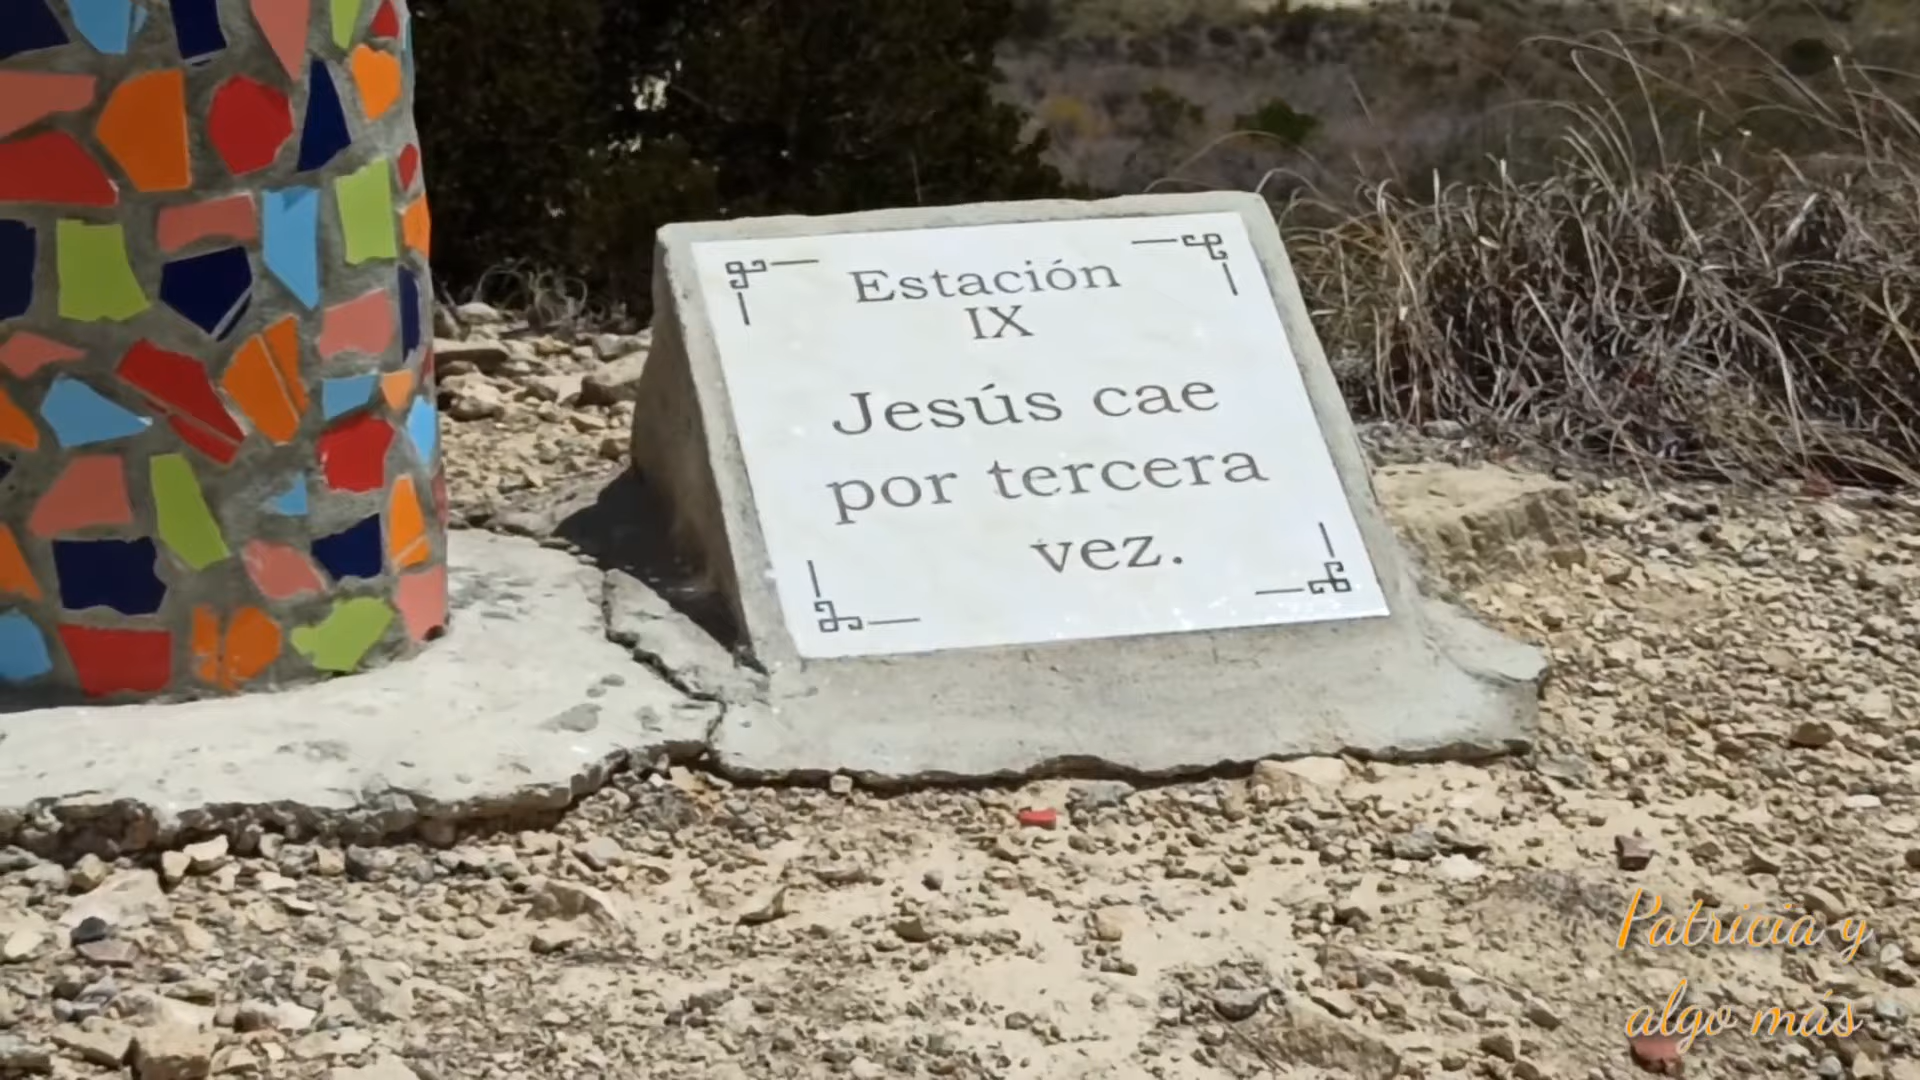 Estación
IX
Jesús cae
por tercera
vez.
Patricia y
algo más